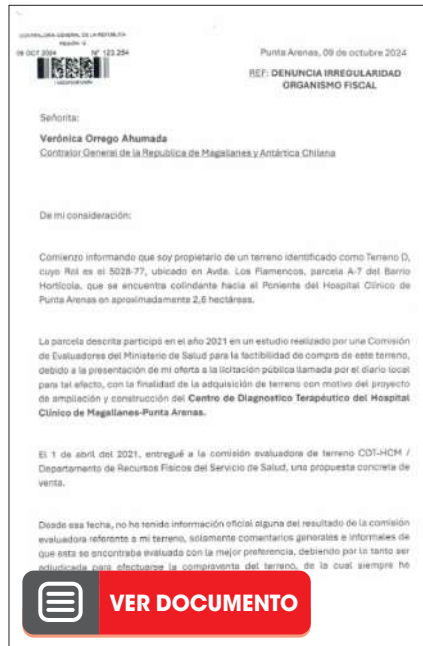 CONTRALORÍA GENERAL DE LA REPÚBLICA
REGIÓN 12
09 OCT 2024 N° 123.254
Punta Arenas, 09 de octubre 2024
REF: DENUNCIA IRREGULARIDAD
ORGANISMO FISCAL
Señorita:
Verónica Orrego Ahumada
Contralor General de la Republica de Magallanes y Antártica Chilena
De mi consideración:
Comienzo informando que soy propietario de un terreno identificado como Terreno D,
cuyo Rol es el 5028-77, ubicado en Avda. Los Flamencos, parcela A-7 del Barrio
Hortícola, que se encuentra colindante hacia el Poniente del Hospital Clínico de
Punta Arenas en aproximadamente 2,6 hectáreas.
La parcela descrita participó en el año 2021 en un estudio realizado por una Comisión
de Evaluadores del Ministerio de Salud para la factibilidad de compra de este terreno,
debido a la presentación de mi oferta a la licitación pública llamada por el diario local
para tal efecto, con la finalidad de la adquisición de terreno con motivo del proyecto
de ampliación y construcción del Centro de Diagnostico Terapéutico del Hospital
Clínico de Magallanes-Punta Arenas.
El 1 de abril del 2021, entregué a la comisión evaluadora de terreno CDT-HCM /
Departamento de Recursos Físicos del Servicio de Salud, una propuesta concreta de
venta.
Desde esa fecha, no he tenido información oficial alguna del resultado de la comisión
evaluadora referente a mi terreno, solamente comentarios generales e informales de
que esta se encontraba evaluada con la mejor preferencia, debiendo por lo tanto ser
adjudicada para efectuarse la compraventa del terreno, de la cual siempre he
VER DOCUMENTO